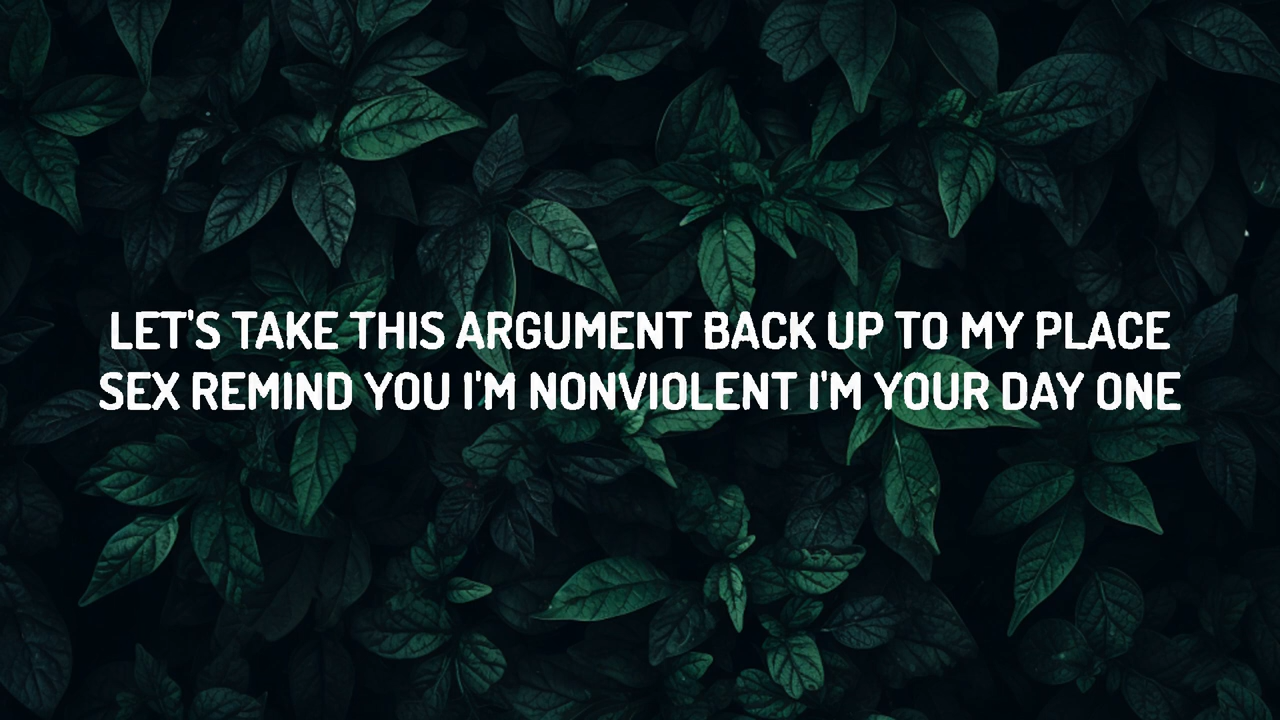 LET'S TAKE THIS ARGUMENT BACK UP TO MY PLACE
SEX REMIND YOU I'M NONVIOLENT I'M YOUR DAY ONE